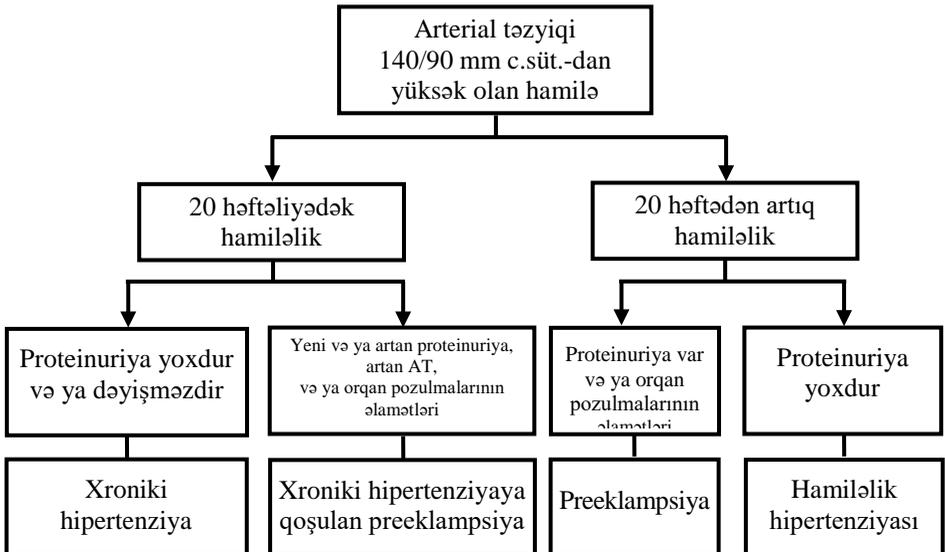 Arterial təzyiqi
140/90 mm c.süt.-dan
yüksək olan hamilə
20 həftəliyədək
hamiləlik
20 həftədən artıq
hamiləlik
Proteinuriya yoxdur
və ya dəyişməzdir
Yeni və ya artan proteinuriya,
artan AT,
və ya orqan pozulmalarının
əlamətləri
Proteinuriya var
və ya orqan
pozulmalarının
əlamətləri
Proteinuriya
yoxdur
Xroniki
hipertenziya
Xroniki hipertenziyaya
qoşulan preeklampsiya
Preeklampsiya
Hamiləlik
hipertenziyası